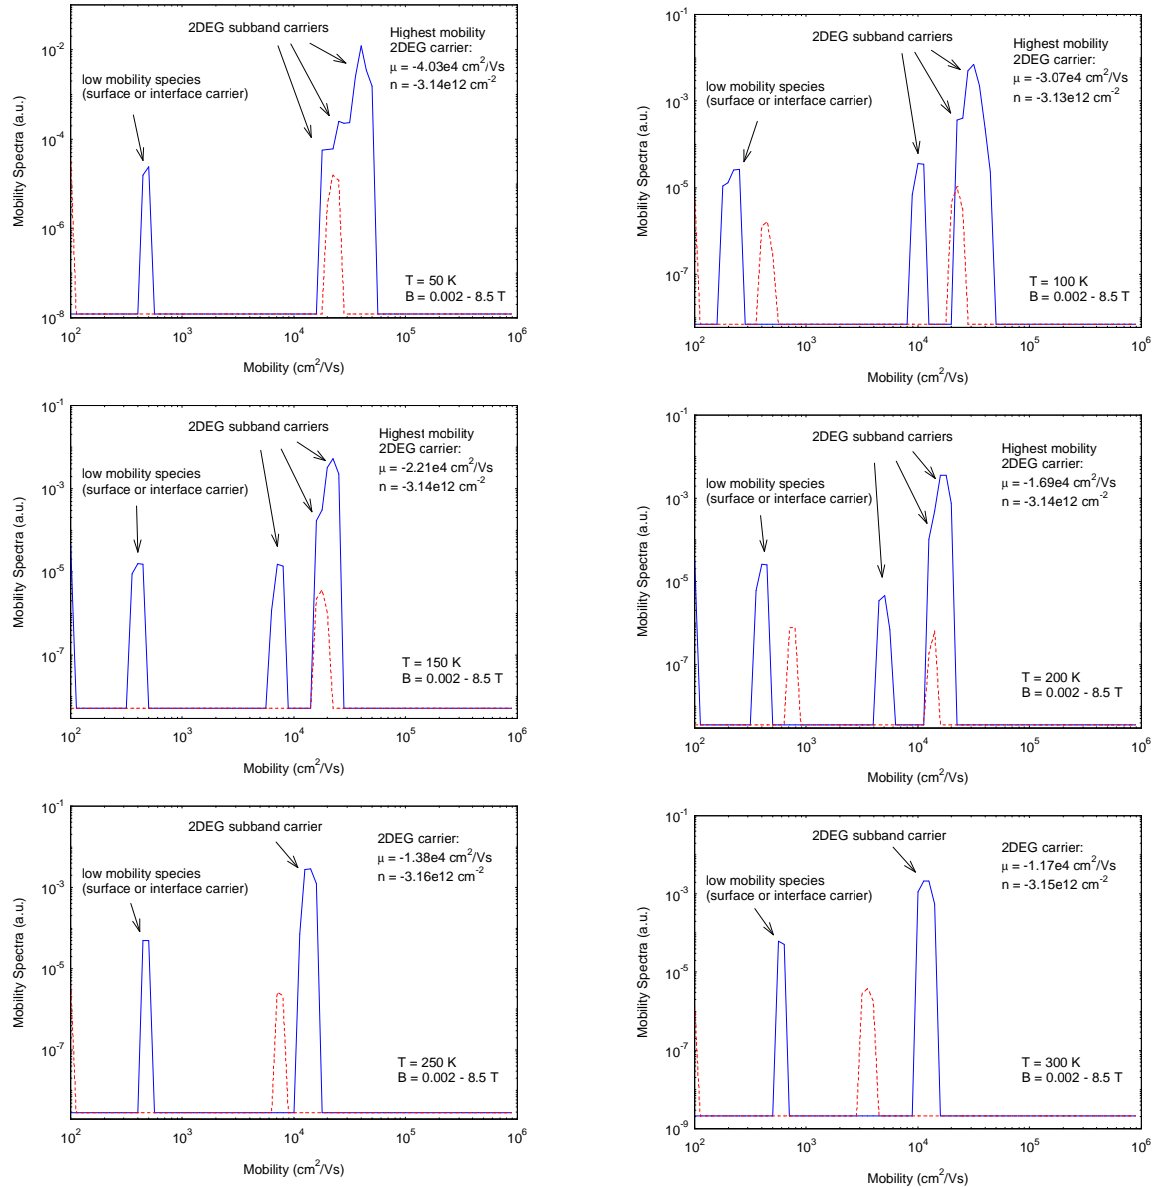 2DEG subband carriers
Highest mobility
2DEG carrier:
μ = -4.03e4 cm²/Vs
n = -3.14e12 cm⁻²
low mobility species
(surface or interface carrier)
T = 50 K
B = 0.002 - 8.5 T
10⁻²
10⁻⁴
10⁻⁶
10⁻⁸
Mobility Spectra (a.u.)
10² 10³ 10⁴ 10⁵ 10⁶
Mobility (cm²/Vs)
2DEG subband carriers
Highest mobility
2DEG carrier:
μ = -3.07e4 cm²/Vs
n = -3.13e12 cm⁻²
low mobility species
(surface or interface carrier)
T = 100 K
B = 0.002 - 8.5 T
10⁻¹
10⁻³
10⁻⁵
10⁻⁷
Mobility Spectra (a.u.)
10² 10³ 10⁴ 10⁵ 10⁶
Mobility (cm²/Vs)
2DEG subband carriers
Highest mobility
2DEG carrier:
μ = -2.21e4 cm²/Vs
n = -3.14e12 cm⁻²
low mobility species
(surface or interface carrier)
T = 150 K
B = 0.002 - 8.5 T
10⁻¹
10⁻³
10⁻⁵
10⁻⁷
Mobility Spectra (a.u.)
10² 10³ 10⁴ 10⁵ 10⁶
Mobility (cm²/Vs)
2DEG subband carriers
Highest mobility
2DEG carrier:
μ = -1.69e4 cm²/Vs
n = -3.14e12 cm⁻²
low mobility species
(surface or interface carrier)
T = 200 K
B = 0.002 - 8.5 T
10⁻¹
10⁻³
10⁻⁵
10⁻⁷
Mobility Spectra (a.u.)
10² 10³ 10⁴ 10⁵ 10⁶
Mobility (cm²/Vs)
2DEG subband carrier
2DEG carrier:
μ = -1.38e4 cm²/Vs
n = -3.16e12 cm⁻²
low mobility species
(surface or interface carrier)
T = 250 K
B = 0.002 - 8.5 T
10⁻¹
10⁻³
10⁻⁵
10⁻⁷
Mobility Spectra (a.u.)
10² 10³ 10⁴ 10⁵ 10⁶
Mobility (cm²/Vs)
2DEG subband carrier
2DEG carrier:
μ = -1.17e4 cm²/Vs
n = -3.15e12 cm⁻²
low mobility species
(surface or interface carrier)
T = 300 K
B = 0.002 - 8.5 T
10⁻¹
10⁻³
10⁻⁵
10⁻⁷
10⁻⁹
Mobility Spectra (a.u.)
10² 10³ 10⁴ 10⁵ 10⁶
Mobility (cm²/Vs)